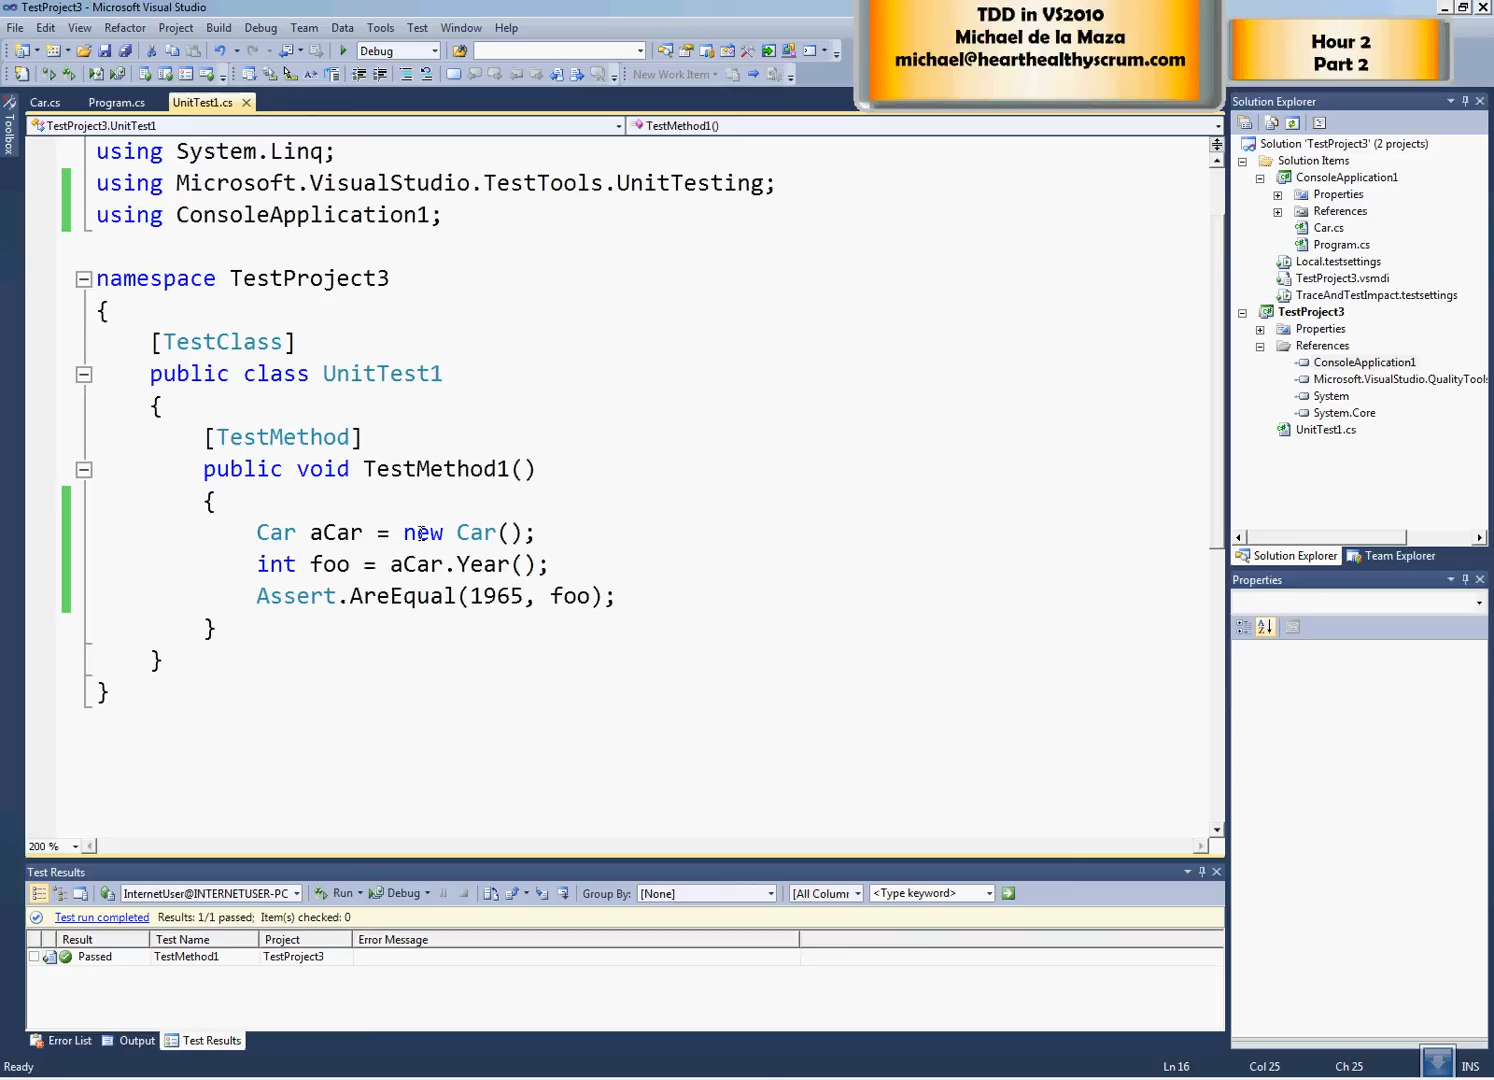 TestProject3 - Microsoft Visual Studio
TDD in VS2010
Michael de la Maza
michael@hearthealthyscrum.com
Hour 2
Part 2
File Edit View Refactor Project Build Debug Team Data Tools Test Window Help
Debug
New Work Item
Car.cs Program.cs UnitTest1.cs
Toolbox
TestProject3.UnitTest1 TestMethod1()
using System.Linq;
using Microsoft.VisualStudio.TestTools.UnitTesting;
using ConsoleApplication1;
namespace TestProject3
{
[TestClass]
public class UnitTest1
{
[TestMethod]
public void TestMethod1()
{
Car aCar = new Car();
int foo = aCar.Year();
Assert.AreEqual(1965, foo);
}
}
}
200 %
Solution Explorer
Solution 'TestProject3' (2 projects)
Solution Items
ConsoleApplication1
Properties
References
Car.cs
Program.cs
Local.testsettings
TestProject3.vsmdi
TraceAndTestImpact.testsettings
TestProject3
Properties
References
ConsoleApplication1
Microsoft.VisualStudio.QualityTools
System
System.Core
UnitTest1.cs
Solution Explorer Team Explorer
Properties
Test Results
InternetUser@INTERNETUSER-PC Run Debug Group By: [None] [All Colum <Type keyword>
Test run completed Results: 1/1 passed; Item(s) checked: 0
Result Test Name Project Error Message
Passed TestMethod1 TestProject3
Error List Output Test Results
Ready Ln 16 Col 25 Ch 25 INS